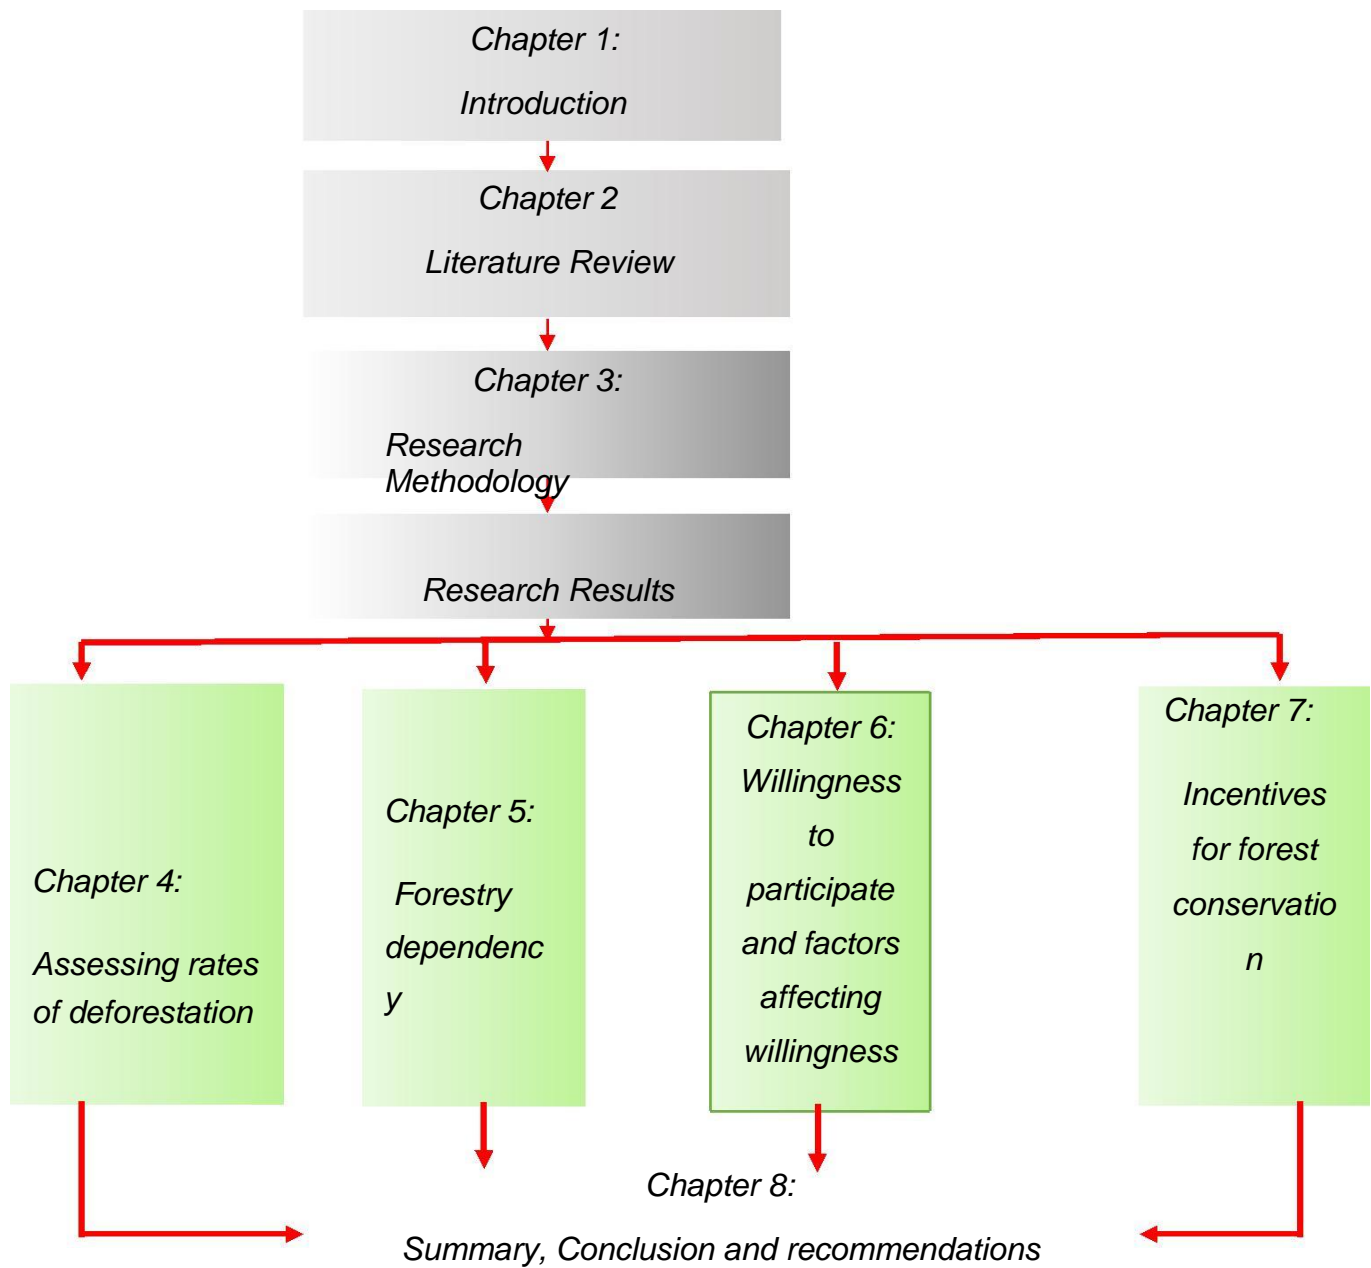 Chapter 1:
Introduction
Chapter 2
Literature Review
Chapter 3:
Research
Methodology
Research Results
Chapter 4:
Assessing rates
of deforestation
Chapter 5:
Forestry
dependenc
y
Chapter 6:
Willingness
to
participate
and factors
affecting
willingness
Chapter 7:
Incentives
for forest
conservatio
n
Chapter 8:
Summary, Conclusion and recommendations